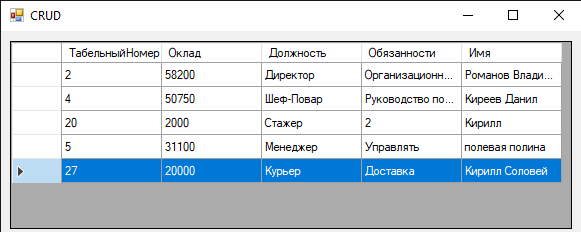 CRUD
ТабельныйНомер Оклад Должность Обязанности Имя
2 58200 Директор Организационн... Романов Влади...
4 50750 Шеф-Повар Руководство по... Киреев Данил
20 2000 Стажер 2 Кирилл
5 31100 Менеджер Управлять полевая полина
27 20000 Курьер Доставка Кирилл Соловей